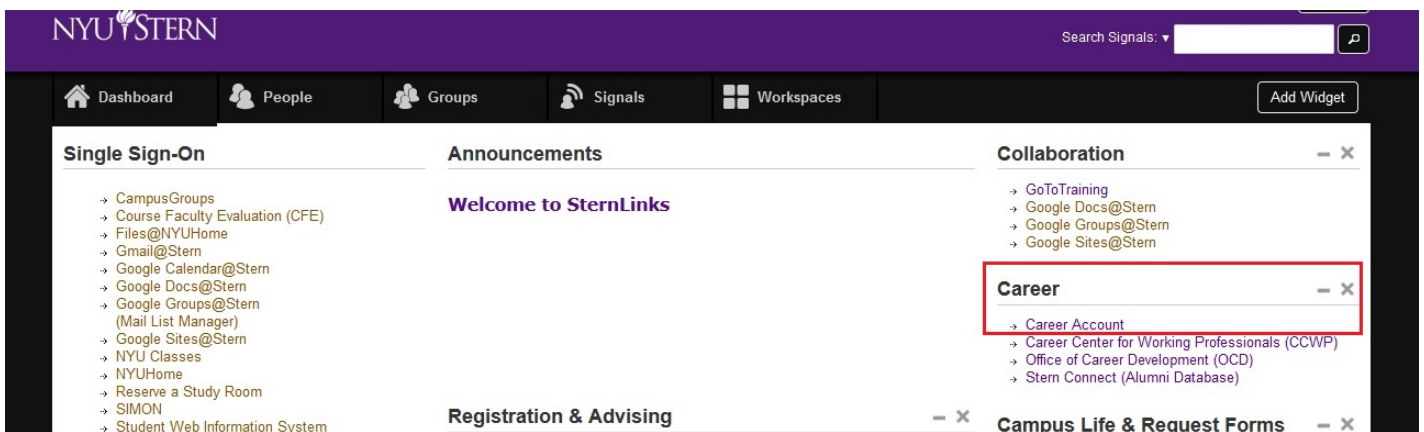 NYU STERN
Search Signals:
Dashboard
People
Groups
Signals
Workspaces
Add Widget
Single Sign-On
CampusGroups
Course Faculty Evaluation (CFE)
Files@NYUHome
Gmail@Stern
Google Calendar@Stern
Google Docs@Stern
Google Groups@Stern
(Mail List Manager)
Google Sites@Stern
NYU Classes
NYUHome
Reserve a Study Room
SIMON
Student Web Information System
Announcements
Welcome to SternLinks
Registration & Advising
Collaboration
GoToTraining
Google Docs@Stern
Google Groups@Stern
Google Sites@Stern
Career
Career Account
Career Center for Working Professionals (CCWP)
Office of Career Development (OCD)
Stern Connect (Alumni Database)
Campus Life & Request Forms